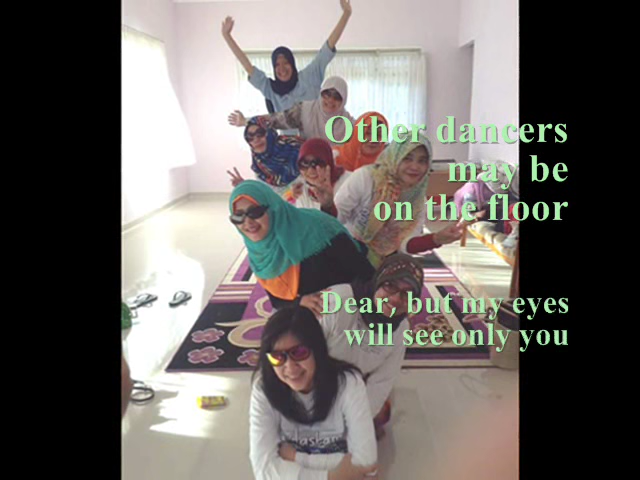 Other dancers
may be
on the floor
Dear, but my eyes
will see only you